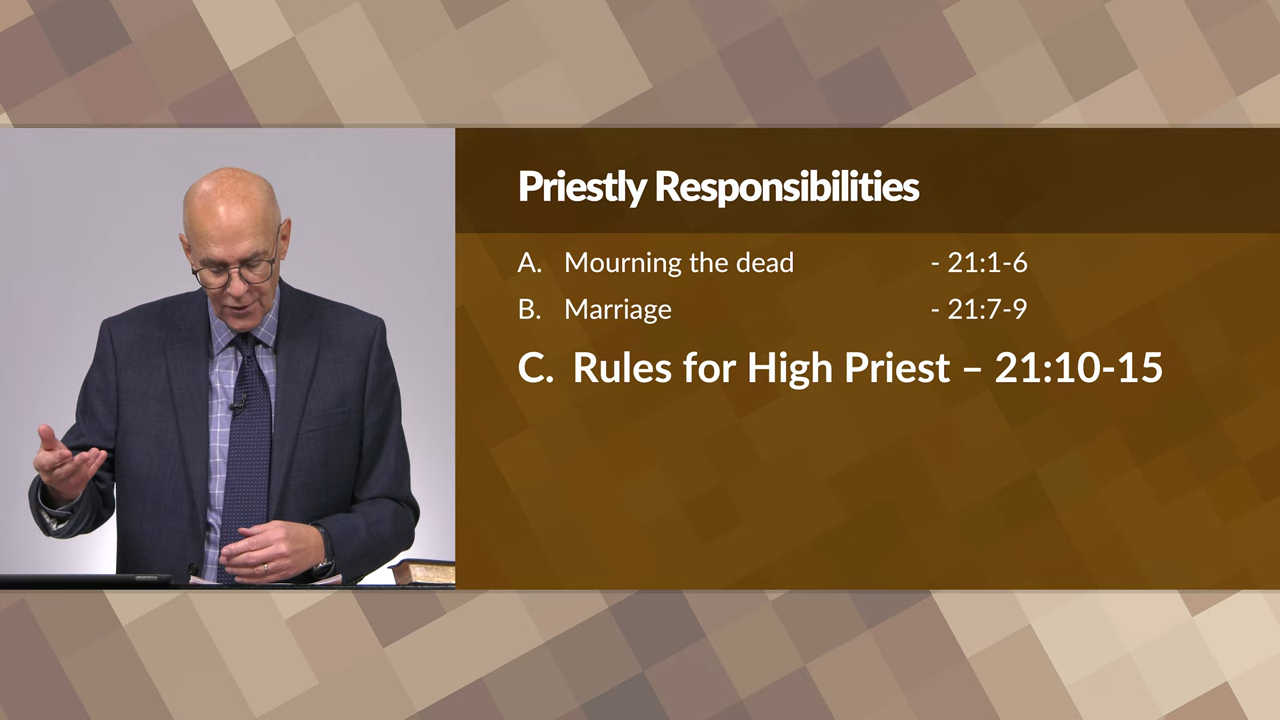 Priestly Responsibilities
A. Mourning the dead - 21:1-6
B. Marriage - 21:7-9
C. Rules for High Priest – 21:10-15